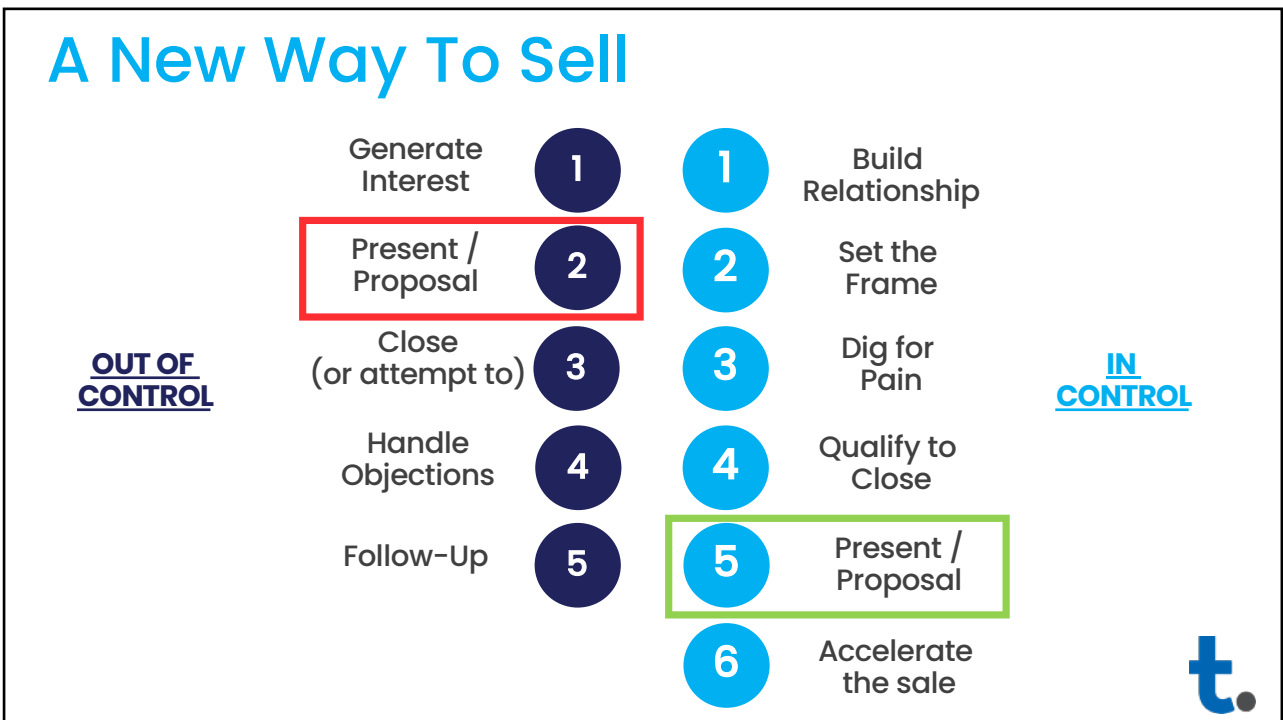 A New Way To Sell
OUT OF
CONTROL
Generate
Interest
1
Present /
Proposal
2
Close
(or attempt to)
3
Handle
Objections
4
Follow-Up
5
1
Build
Relationship
2
Set the
Frame
3
Dig for
Pain
4
Qualify to
Close
5
Present /
Proposal
6
Accelerate
the sale
IN
CONTROL
t.